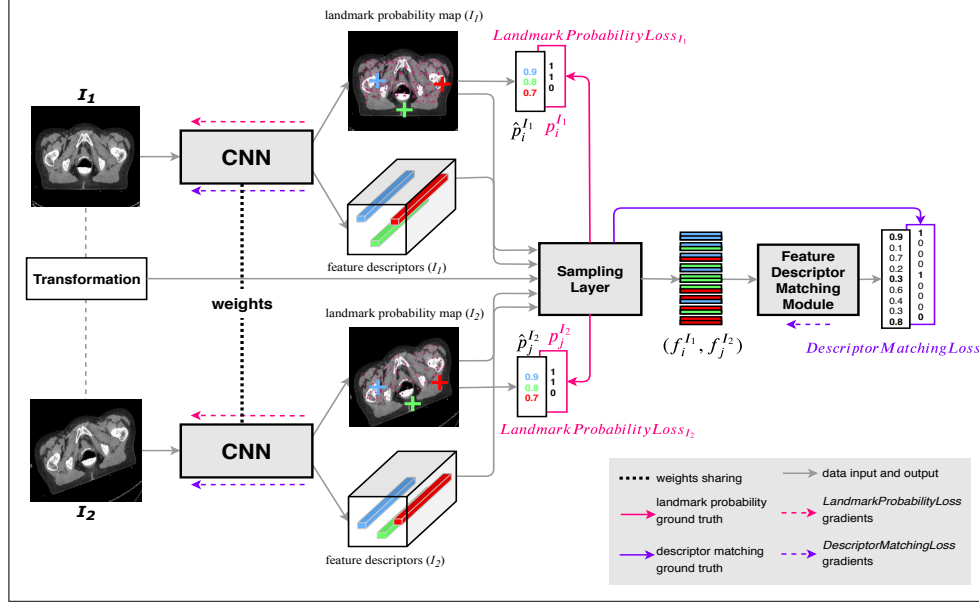 landmark probability map (I₁)
LandmarkProbabilityLoss_{I₁}
I₁
0.9
0.8
0.7
1
1
0
p̂_i^{I₁} p_i^{I₁}
CNN
feature descriptors (I₁)
Transformation
weights
Sampling
Layer
Feature
Descriptor
Matching
Module
0.9
0.1
0.7
0.2
0.3
0.6
0.4
0.3
0.8
1
0
0
0
1
0
0
0
0
(f_i^{I₁}, f_j^{I₂})
DescriptorMatchingLoss
landmark probability map (I₂)
p̂_j^{I₂} p_j^{I₂}
0.9
0.8
0.7
1
1
0
LandmarkProbabilityLoss_{I₂}
CNN
I₂
feature descriptors (I₂)
weights sharing
data input and output
landmark probability
ground truth
LandmarkProbabilityLoss
gradients
descriptor matching
ground truth
DescriptorMatchingLoss
gradients